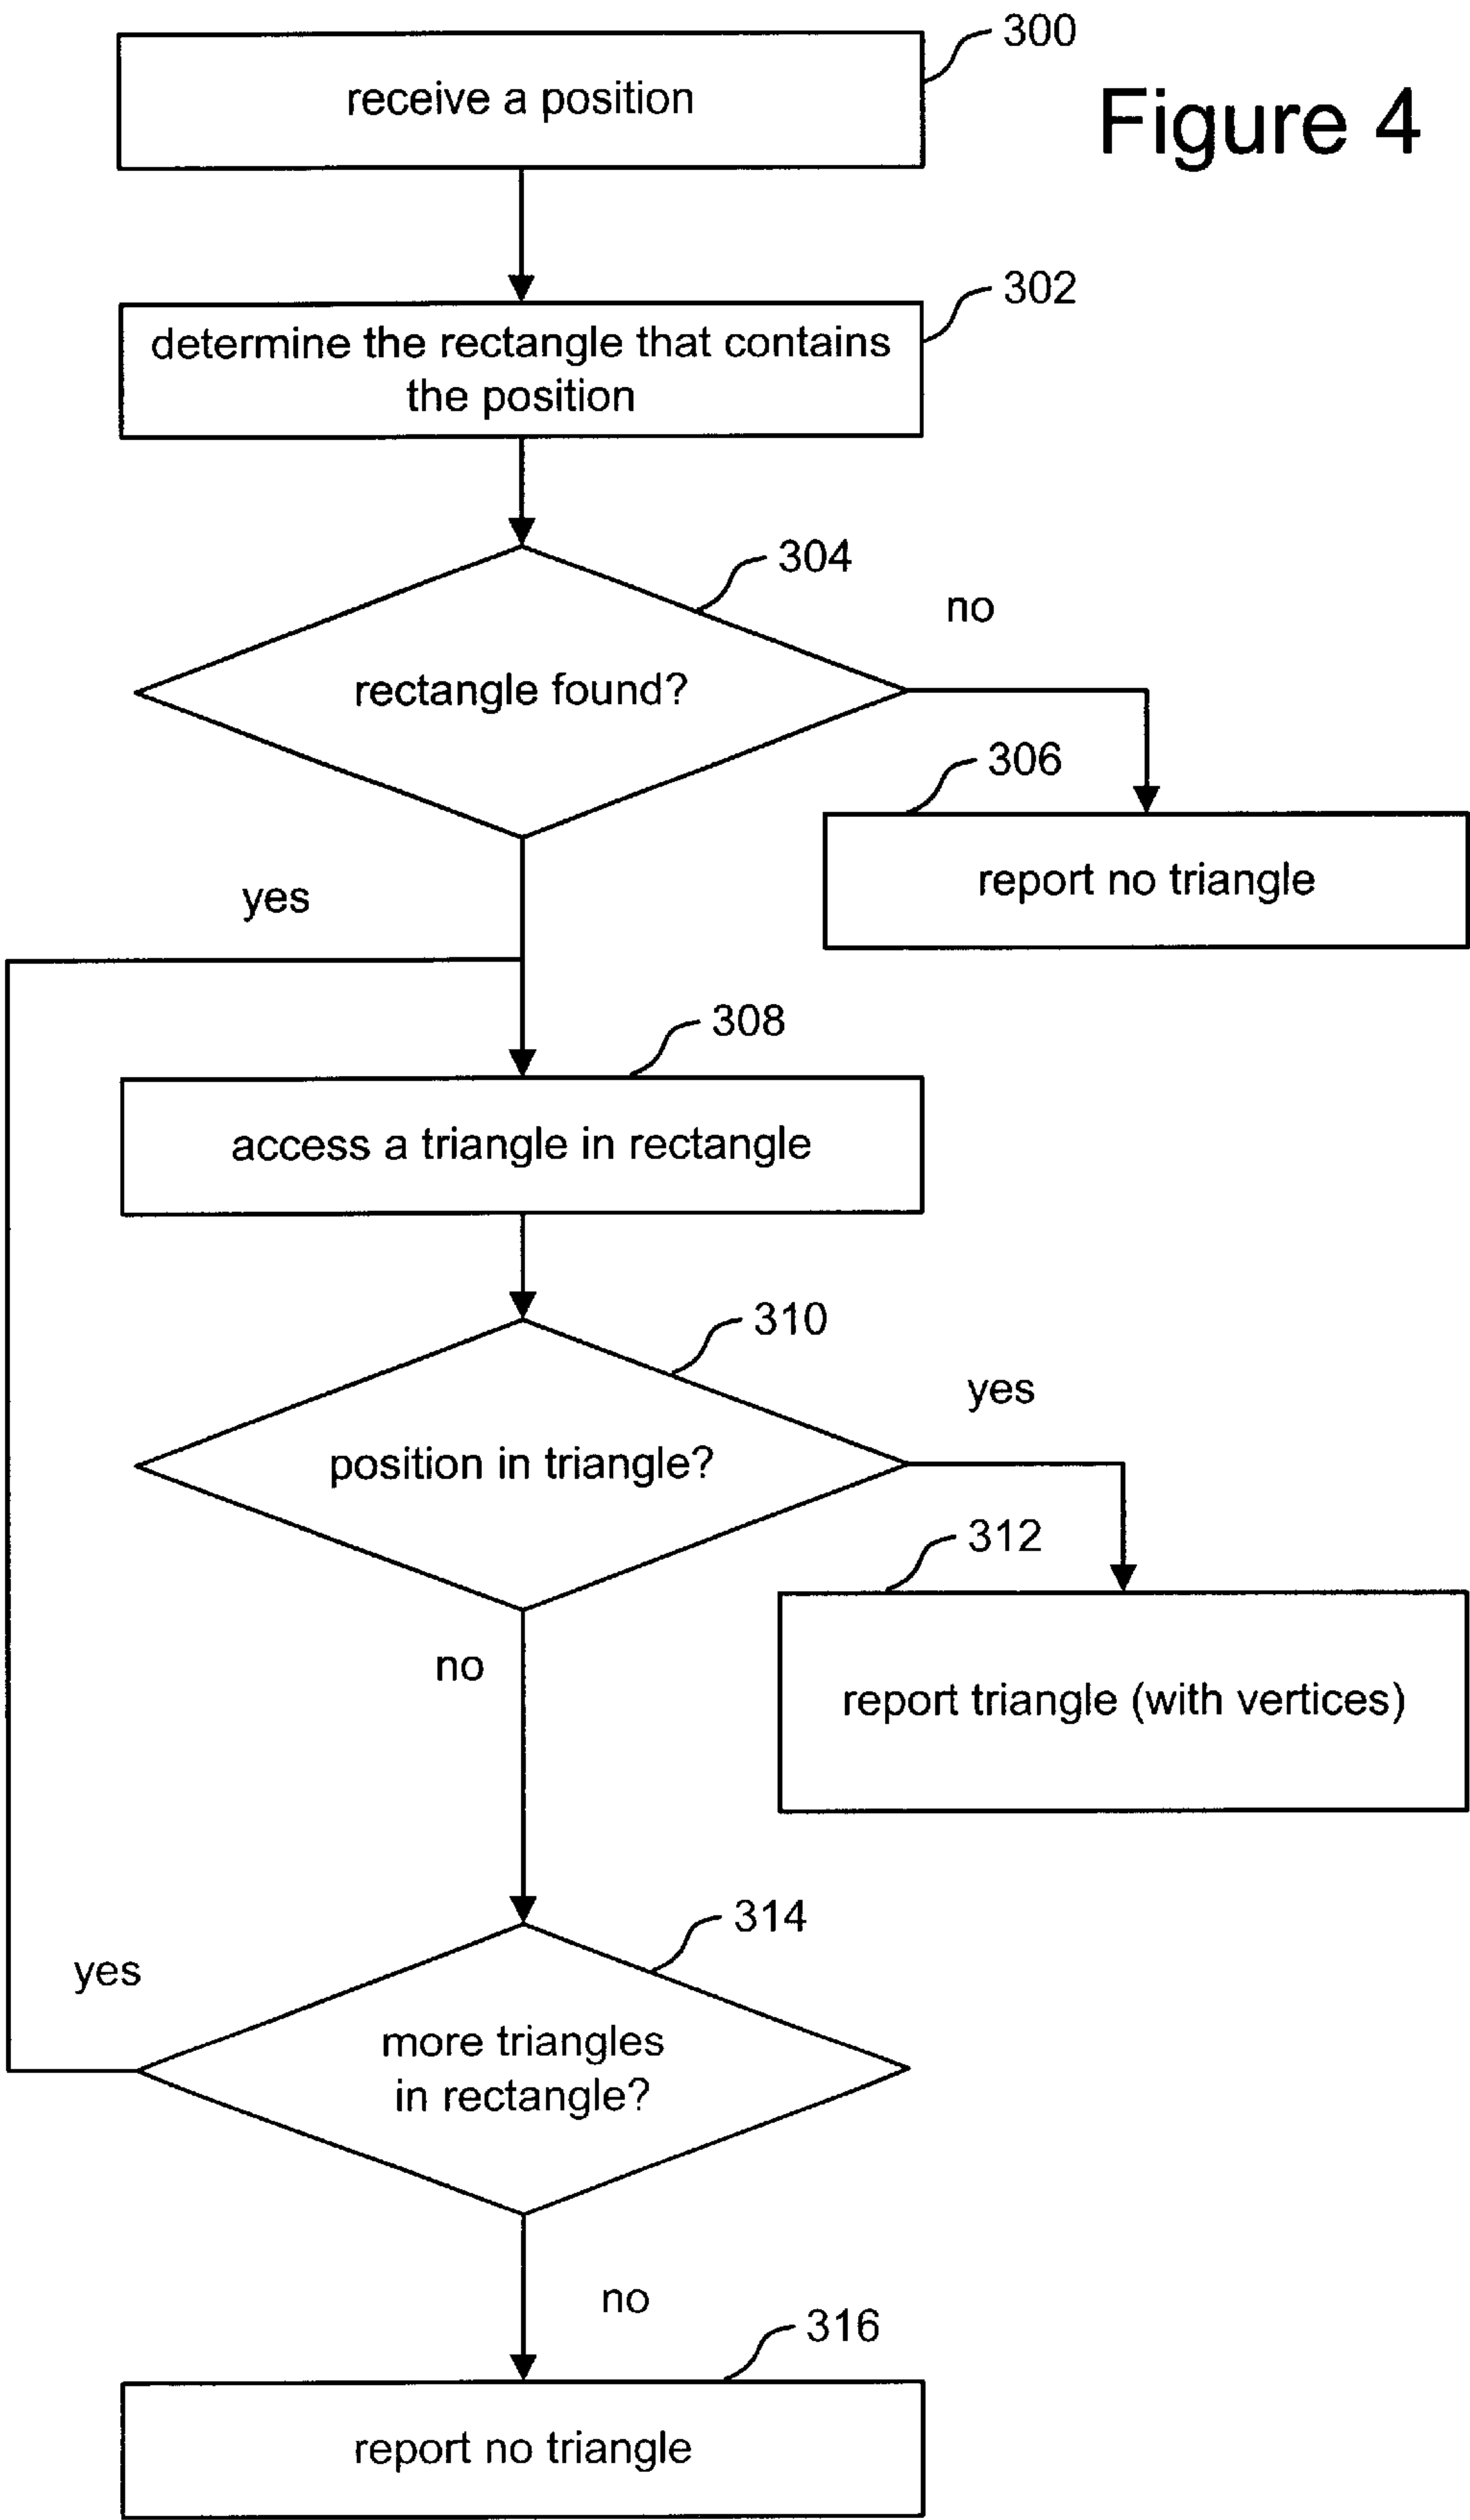 300
receive a position
Figure 4
302
determine the rectangle that contains
the position
304
no
rectangle found?
306
report no triangle
yes
308
access a triangle in rectangle
310
yes
position in triangle?
312
report triangle (with vertices)
no
314
yes
more triangles
in rectangle?
no
316
report no triangle